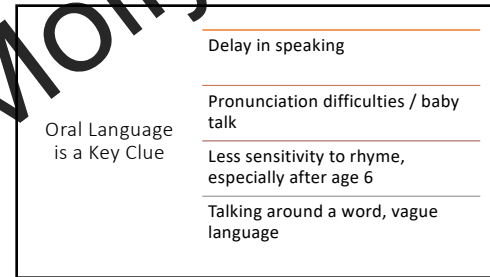 Oral Language
is a Key Clue
Delay in speaking
Pronunciation difficulties / baby
talk
Less sensitivity to rhyme,
especially after age 6
Talking around a word, vague
language